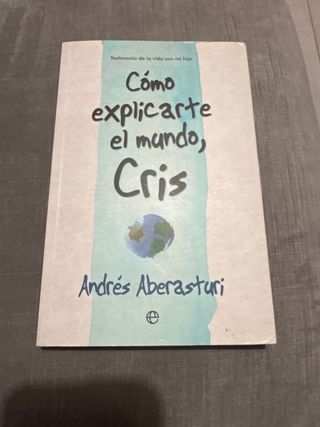 Testimonio de la vida con mi hijo
Cómo
explicarte
el mundo,
Cris
Andrés Aberasturi